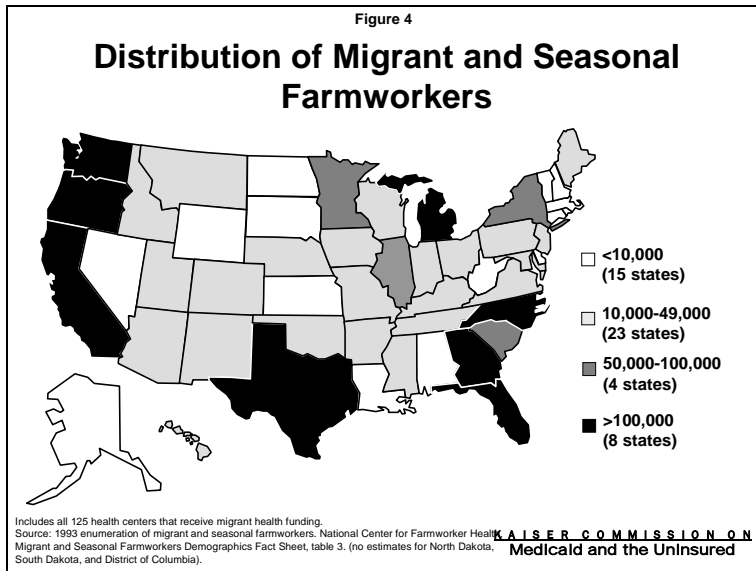 Figure 4
Distribution of Migrant and Seasonal
Farmworkers
<10,000
(15 states)
10,000-49,000
(23 states)
50,000-100,000
(4 states)
>100,000
(8 states)
Includes all 125 health centers that receive migrant health funding.
Source: 1993 enumeration of migrant and seasonal farmworkers. National Center for Farmworker Health
Migrant and Seasonal Farmworkers Demographics Fact Sheet, table 3. (no estimates for North Dakota,
South Dakota, and District of Columbia).
KAISER COMMISSION ON
Medicaid and the Uninsured